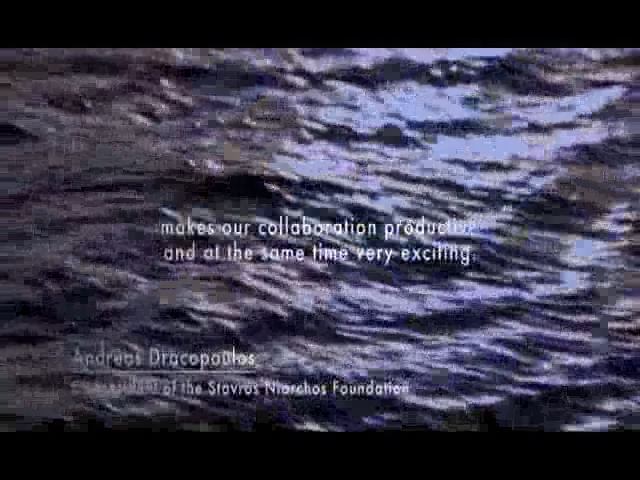 makes our collaboration productive
and at the same time very exciting.
Andreas Dracopoulos
of the Stavros Niarchos Foundation